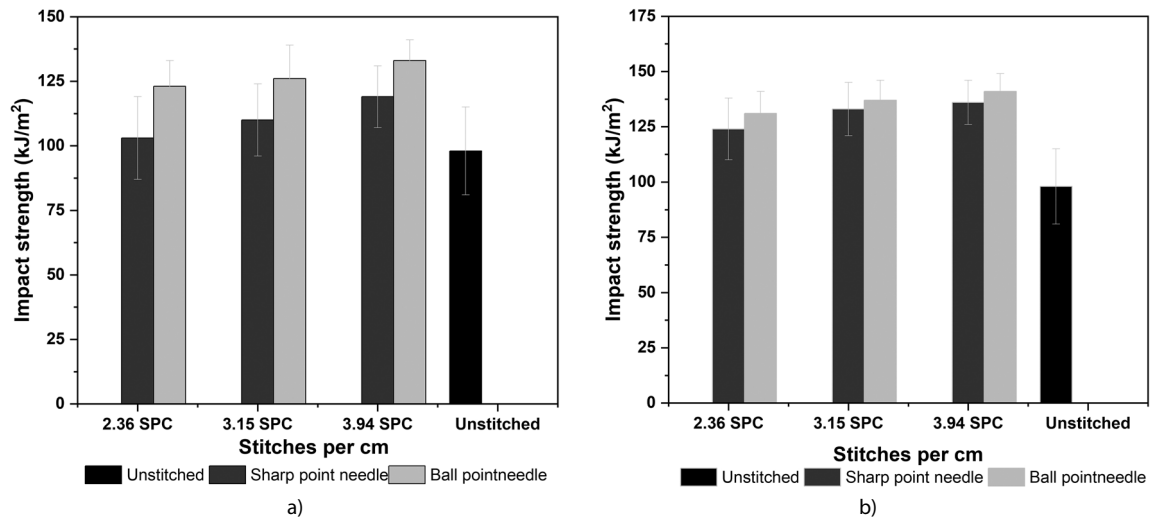 150
125
100
75
50
25
0
Impact strength (kJ/m²)
2.36 SPC 3.15 SPC 3.94 SPC Unstitched
Stitches per cm
Unstitched Sharp point needle Ball pointneedle
a)
175
150
125
100
75
50
25
0
Impact strength (kJ/m²)
2.36 SPC 3.15 SPC 3.94 SPC Unstitched
Stitches per cm
Unstitched Sharp point needle Ball pointneedle
b)